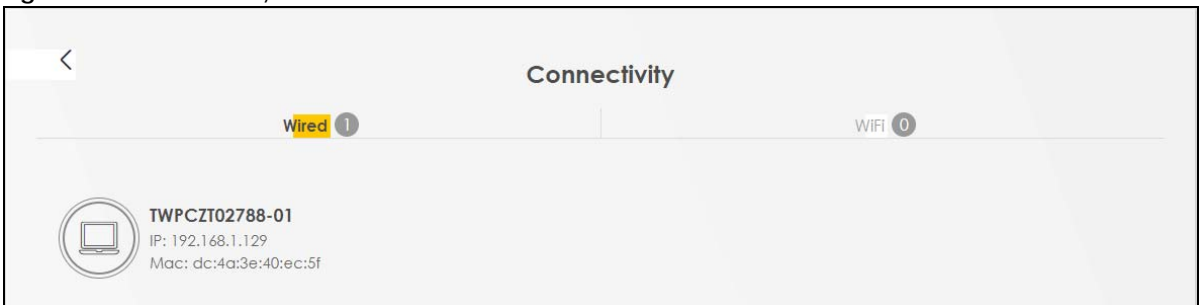 Connectivity
Wired 1
WiFi 0
TWPCZT02788-01
IP: 192.168.1.129
Mac: dc:4a:3e:40:ec:5f